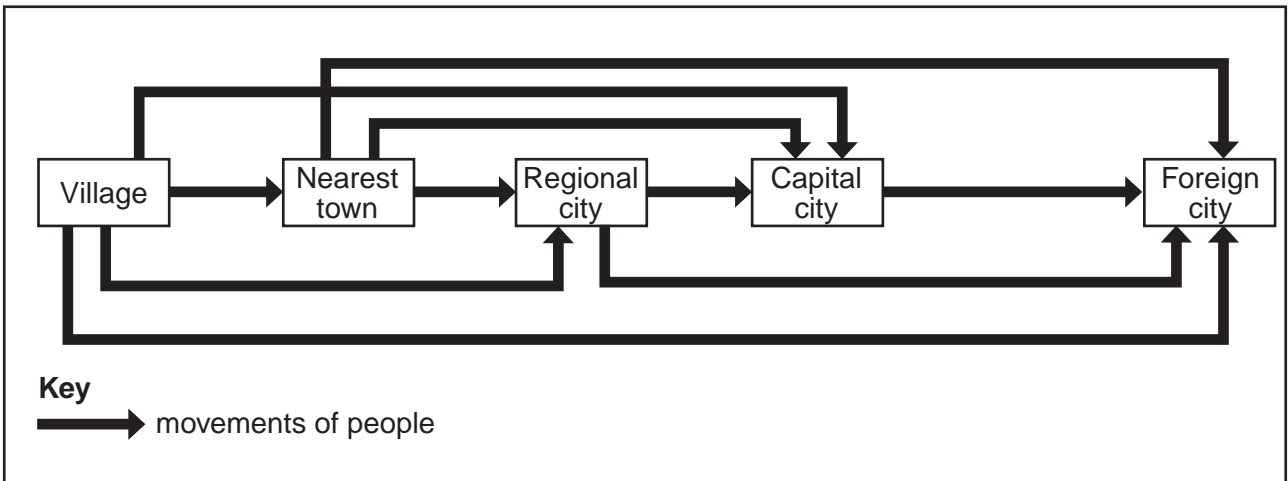 Village
Nearest
town
Regional
city
Capital
city
Foreign
city
Key
movements of people